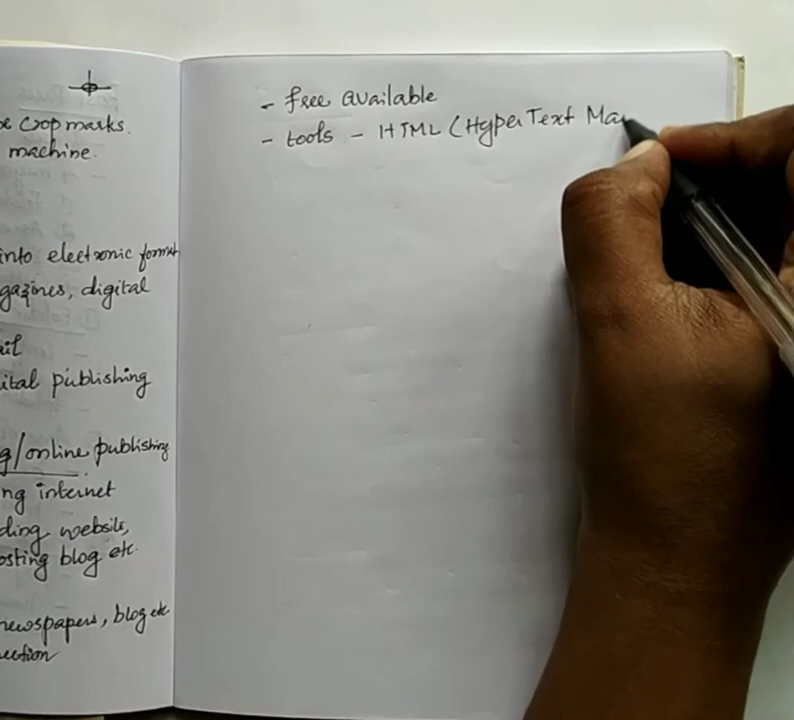 crop marks.
machine.
into electronic format
gazines, digital
ail
ital publishing
g/online publishing
ng internet
ding website,
osting blog etc.
newspapers, blog etc
ection
- free available
- tools - HTML (HyperText Ma